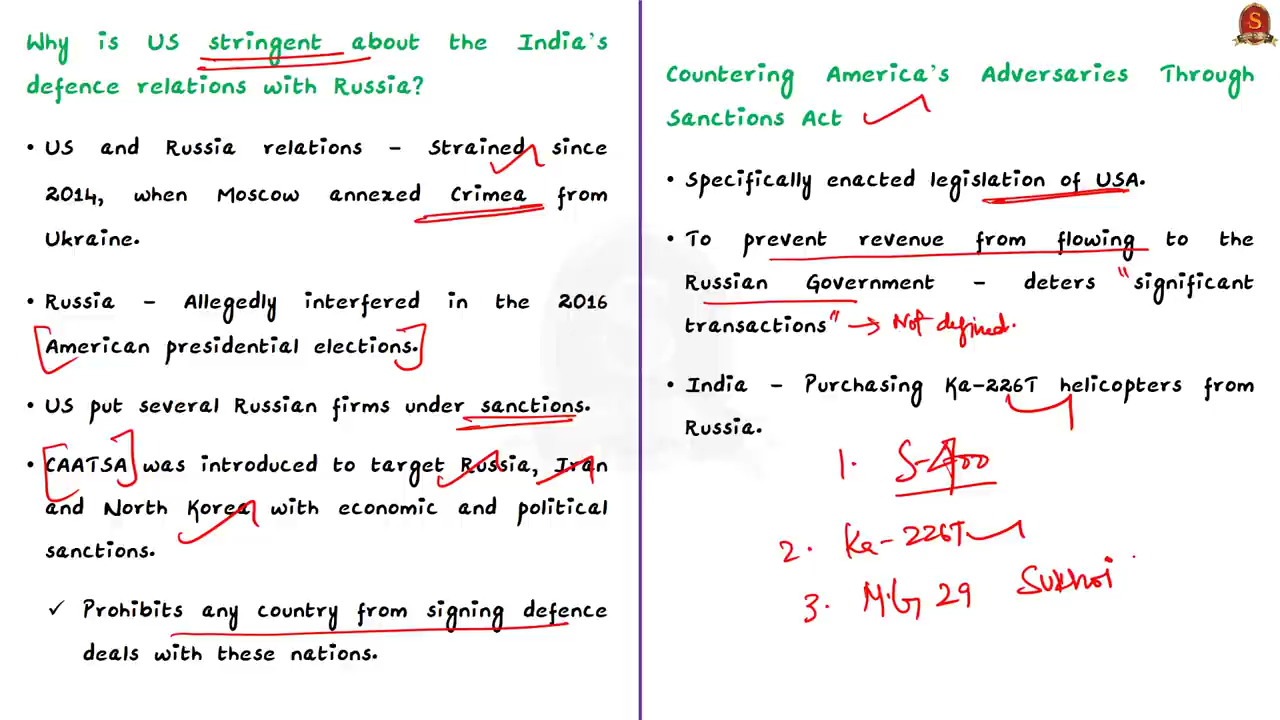 Why is US stringent about the India's
defence relations with Russia?
• US and Russia relations – Strained since
2014, when Moscow annexed Crimea from
Ukraine.
• Russia – Allegedly interfered in the 2016
American presidential elections.
• US put several Russian firms under sanctions.
• CAATSA was introduced to target Russia, Iran
and North Korea with economic and political
sanctions.
✓ Prohibits any country from signing defence
deals with these nations.
Countering America's Adversaries Through
Sanctions Act
• Specifically enacted legislation of USA.
• To prevent revenue from flowing to the
Russian Government – deters "significant
transactions" → Not defined.
• India – Purchasing Ka-226T helicopters from
Russia.
1. S-400
2. Ka-226T
3. MiG 29 Sukhoi
S